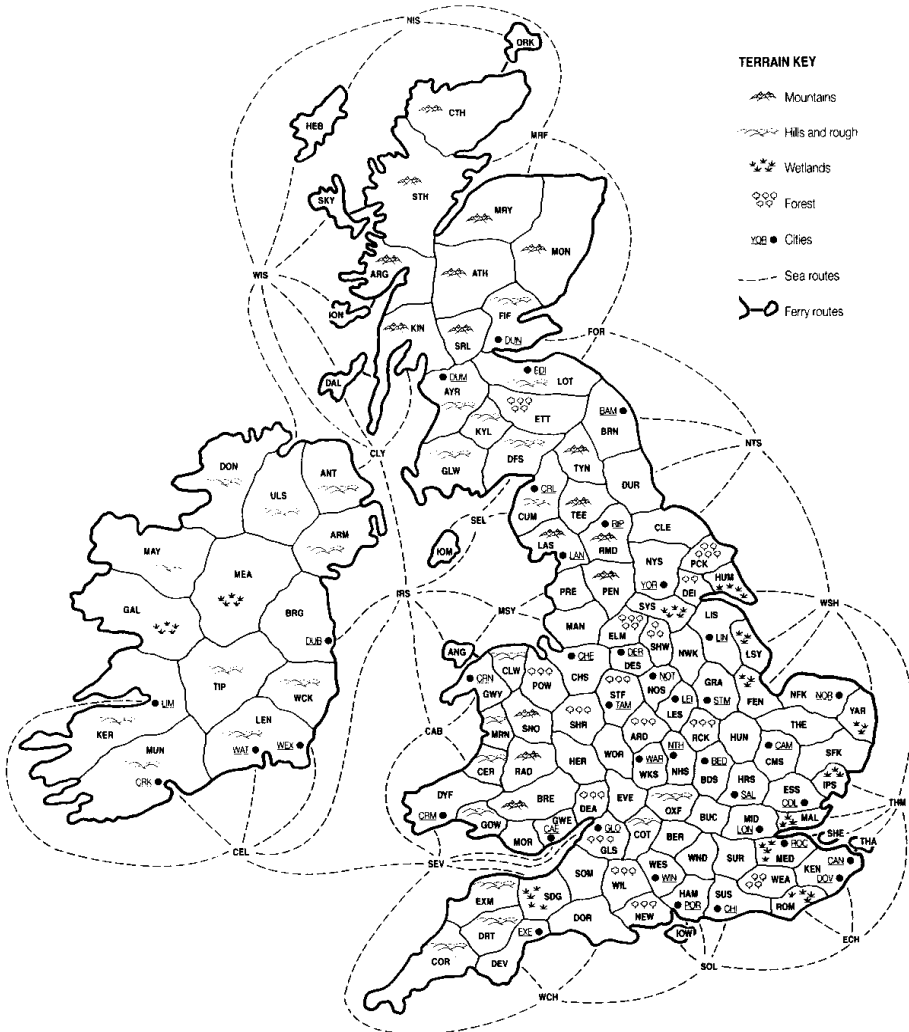 NIS
ORK
TERRAIN KEY
Mountains
CTH
HEB
MRF
Hills and rough
Wetlands
SKY
STH
MRY
Forest
YOR Cities
MON
WIS
ARG
ATH
Sea routes
ION
FIF
Ferry routes
KIN
SRL
DUN
FOR
EDI
LOT
DAL
DUM
AYR
ETT
BAM
BRN
KYL
NTS
CLY
DON
ANT
GLW
DFS
TYN
ULS
DUR
CRL
SEL
CUM
TEE
RIP
CLE
ARM
LAS
LAN
RMD
IOM
MAY
NYS
PCK
MEA
YOR
DEI
HUM
IRS
PRE
PEN
WSH
GAL
BRG
MSY
SYS
LIS
MAN
ELM
SHW
LIN
LSY
DUB
ANG
CHE
DER
DES
NWK
CRN
CLW
POW
CHS
NOT
GRA
TIP
WCK
GWY
STF
NOS
LEI
STM
FEN
NFK
NOR
LIM
TAM
LES
YAR
KER
LEN
MRN
SNO
SHR
ARD
RCK
HUN
THE
CAB
WAT
WEX
WOR
WAR
NTH
BED
CAM
MUN
HER
WKS
NHS
CMS
SFK
CER
RAD
BDS
HRS
CRK
DYF
BRE
DEA
EVE
OXF
SAL
ESS
IPS
CRM
GOW
GWE
COL
THM
MOR
CAE
GLO
COT
BUC
MID
MAL
CEL
SEV
GLS
BER
LON
SHE
THA
SOM
WES
WND
SUR
ROC
MED
CAN
KEN
EXM
SDG
WIL
WIN
WEA
DOV
HAM
SUS
DRT
DOR
NEW
POR
CHI
ROM
EXE
IOW
ECH
COR
DEV
SOL
WCH